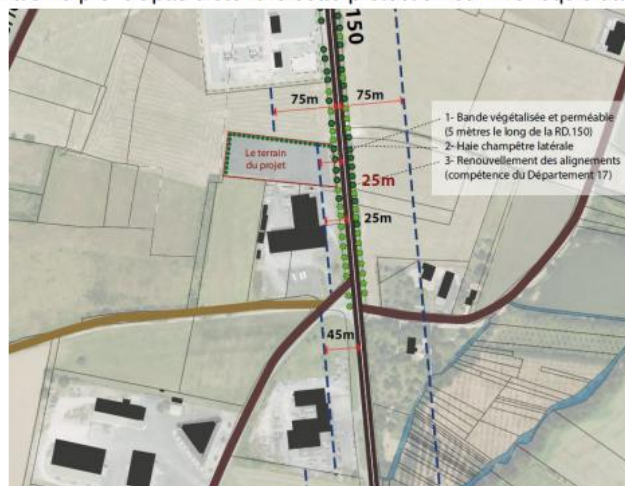 150
75m
75m
1- Bande végétalisée et perméable
(5 mètres le long de la RD.150)
2- Haie champêtre latérale
3- Renouvellement des alignements
(compétence du Département 17)
Le terrain
du projet
25m
25m
45m